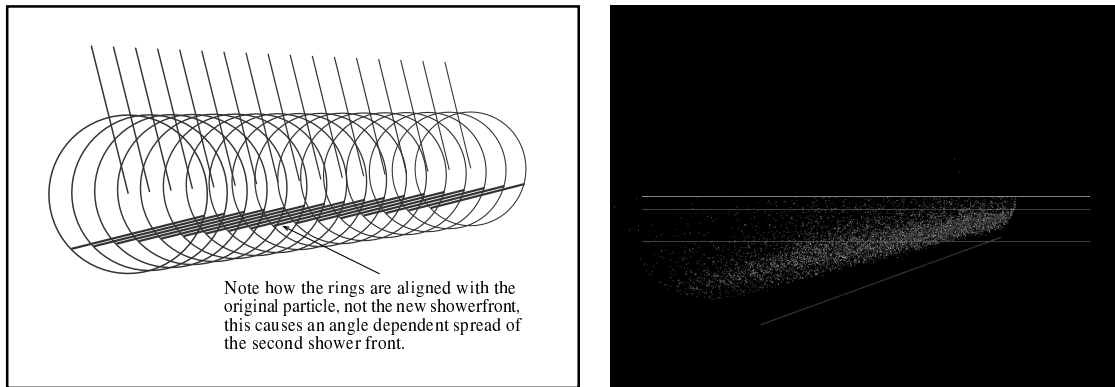 Note how the rings are aligned with the
original particle, not the new showerfront,
this causes an angle dependent spread of
the second shower front.